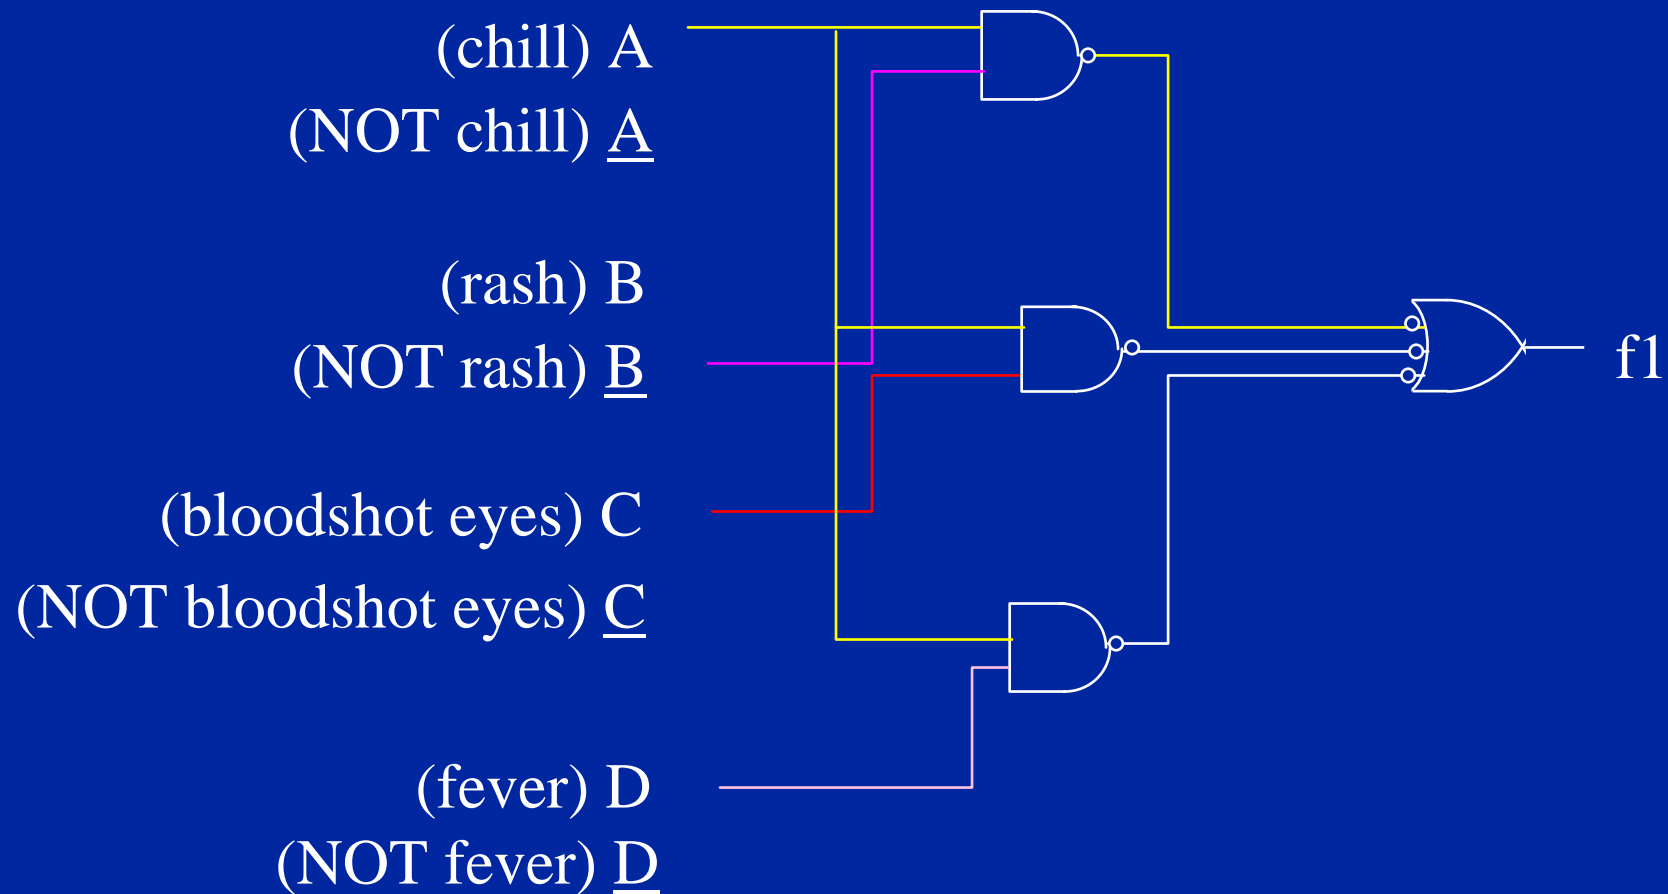 (chill) A
(NOT chill) A
(rash) B
(NOT rash) B
f1
(bloodshot eyes) C
(NOT bloodshot eyes) C
(fever) D
(NOT fever) D